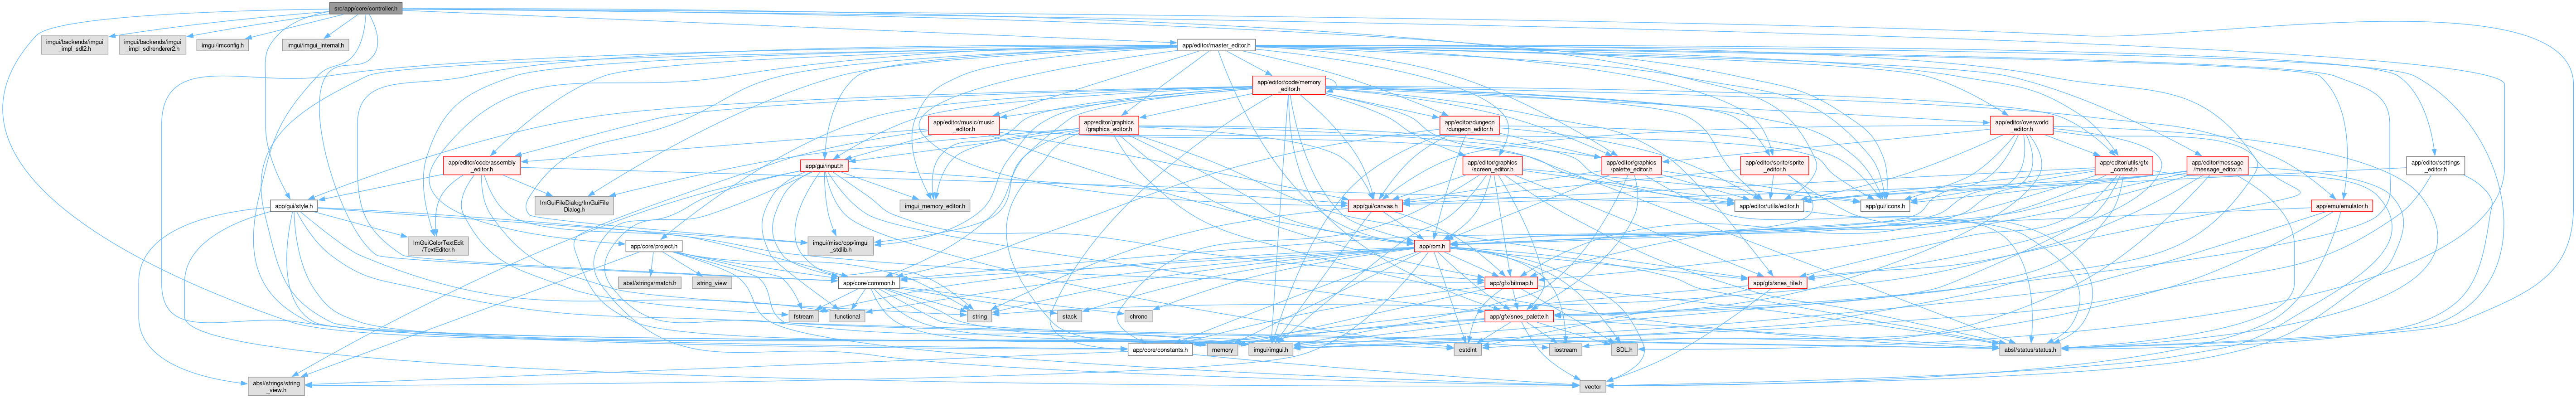 src/app/core/controller.h
imgui/backends/imgui
_impl_sdl2.h
imgui/backends/imgui
_impl_sdlrenderer2.h
imgui/imconfig.h
imgui/imgui_internal.h
app/editor/master_editor.h
app/editor/code/memory
_editor.h
app/editor/music/music
_editor.h
app/editor/graphics
/graphics_editor.h
app/editor/dungeon
/dungeon_editor.h
app/editor/overworld
_editor.h
app/editor/code/assembly
_editor.h
app/gui/input.h
app/editor/graphics
/screen_editor.h
app/editor/graphics
/palette_editor.h
app/editor/sprite/sprite
_editor.h
app/editor/utils/gfx
_context.h
app/editor/message
/message_editor.h
app/editor/settings
_editor.h
app/gui/style.h
ImGuiFileDialog/ImGuiFile
Dialog.h
imgui_memory_editor.h
app/gui/canvas.h
app/editor/utils/editor.h
app/gui/icons.h
app/emu/emulator.h
ImGuiColorTextEdit
/TextEditor.h
app/core/project.h
imgui/misc/cpp/imgui
_stdlib.h
app/rom.h
absl/strings/match.h
string_view
app/core/common.h
app/gfx/bitmap.h
app/gfx/snes_tile.h
fstream
functional
string
stack
chrono
app/gfx/snes_palette.h
app/core/constants.h
memory
imgui/imgui.h
cstdint
iostream
SDL.h
absl/status/status.h
absl/strings/string
_view.h
vector